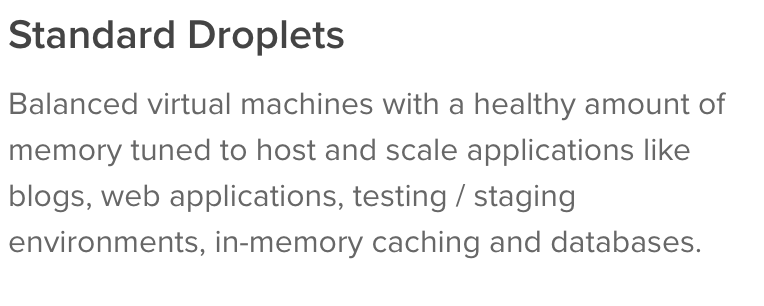 Standard Droplets
Balanced virtual machines with a healthy amount of
memory tuned to host and scale applications like
blogs, web applications, testing / staging
environments, in-memory caching and databases.